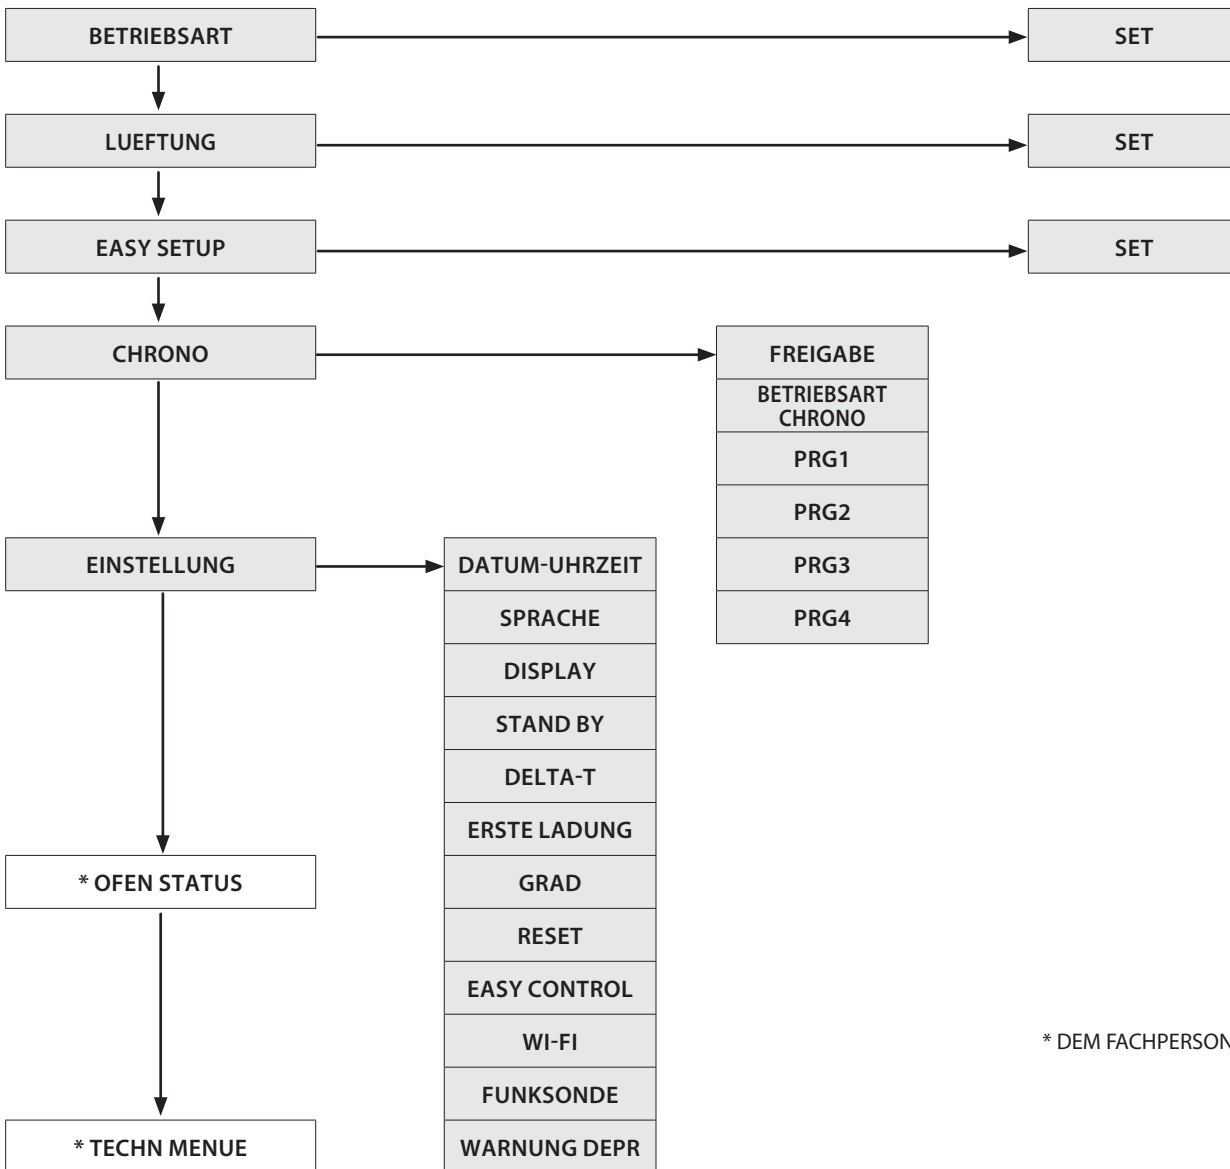 BETRIEBSART
SET
LUEFTUNG
SET
EASY SETUP
SET
CHRONO
FREIGABE
BETRIEBSART
CHRONO
PRG1
PRG2
PRG3
PRG4
EINSTELLUNG
DATUM-UHRZEIT
SPRACHE
DISPLAY
STAND BY
DELTA-T
ERSTE LADUNG
GRAD
RESET
EASY CONTROL
WI-FI
FUNKSONDE
WARNUNG DEPR
* OFEN STATUS
* TECHN MENUE
* DEM FACHPERSON